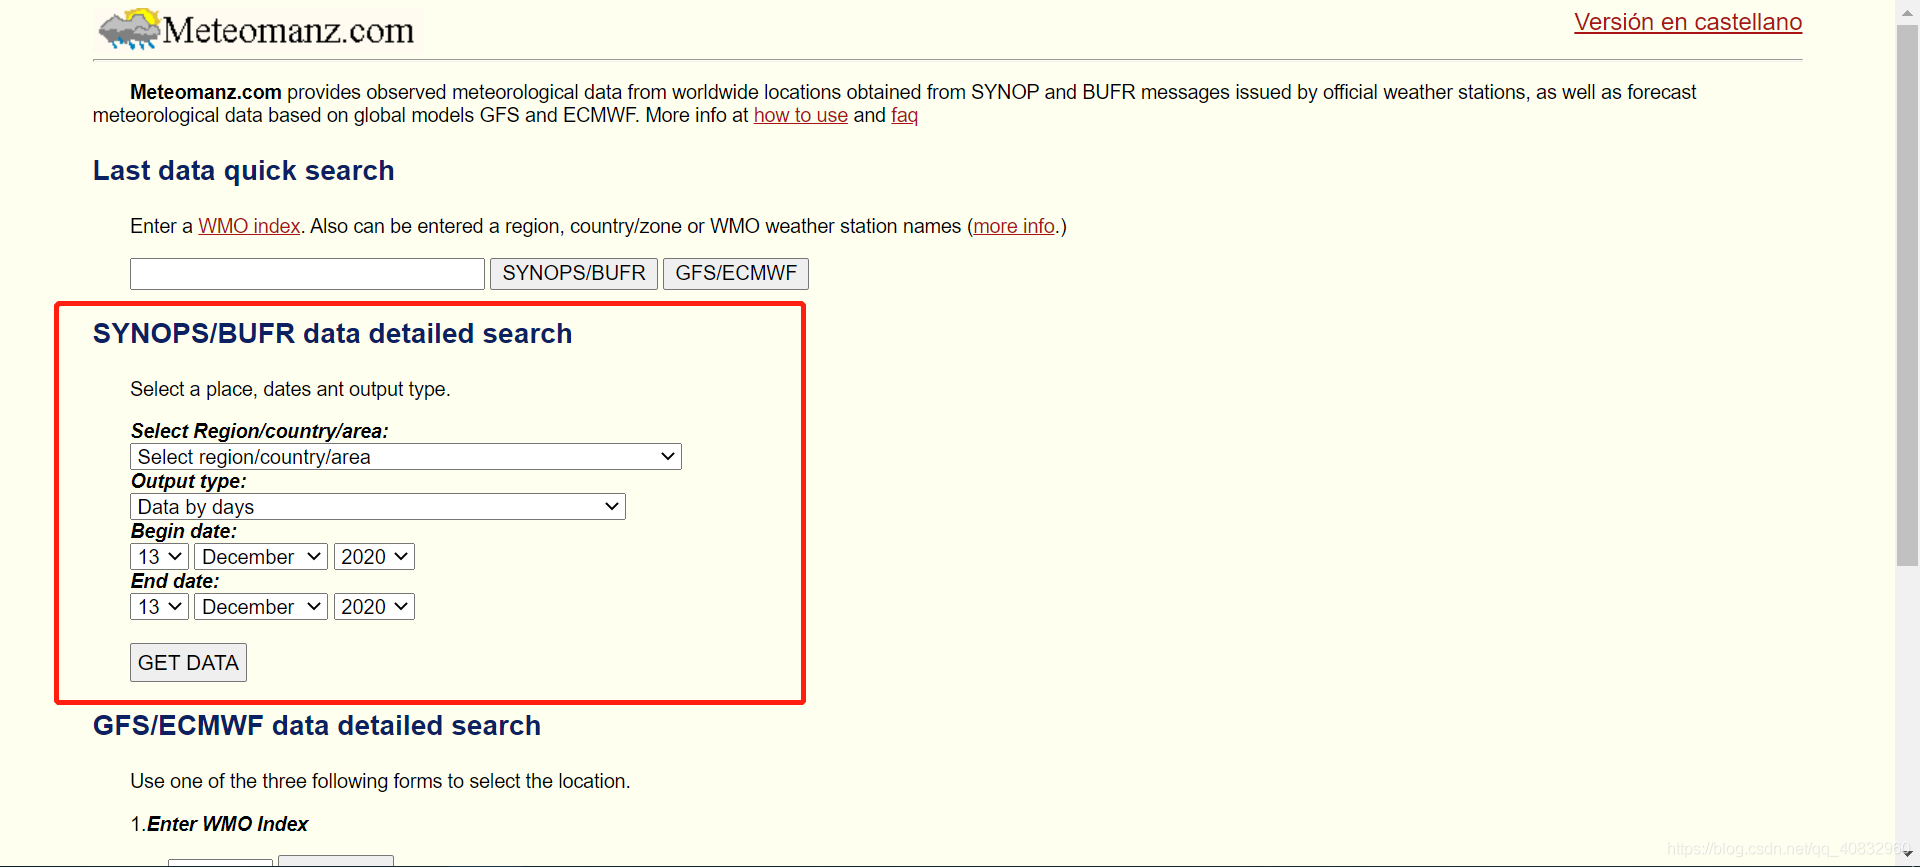 Meteomanz.com
Versión en castellano
Meteomanz.com provides observed meteorological data from worldwide locations obtained from SYNOP and BUFR messages issued by official weather stations, as well as forecast
meteorological data based on global models GFS and ECMWF. More info at how to use and faq
Last data quick search
Enter a WMO index. Also can be entered a region, country/zone or WMO weather station names (more info.)
SYNOPS/BUFR GFS/ECMWF
SYNOPS/BUFR data detailed search
Select a place, dates ant output type.
Select Region/country/area:
Select region/country/area
Output type:
Data by days
Begin date:
13 December 2020
End date:
13 December 2020
GET DATA
GFS/ECMWF data detailed search
Use one of the three following forms to select the location.
1.Enter WMO Index